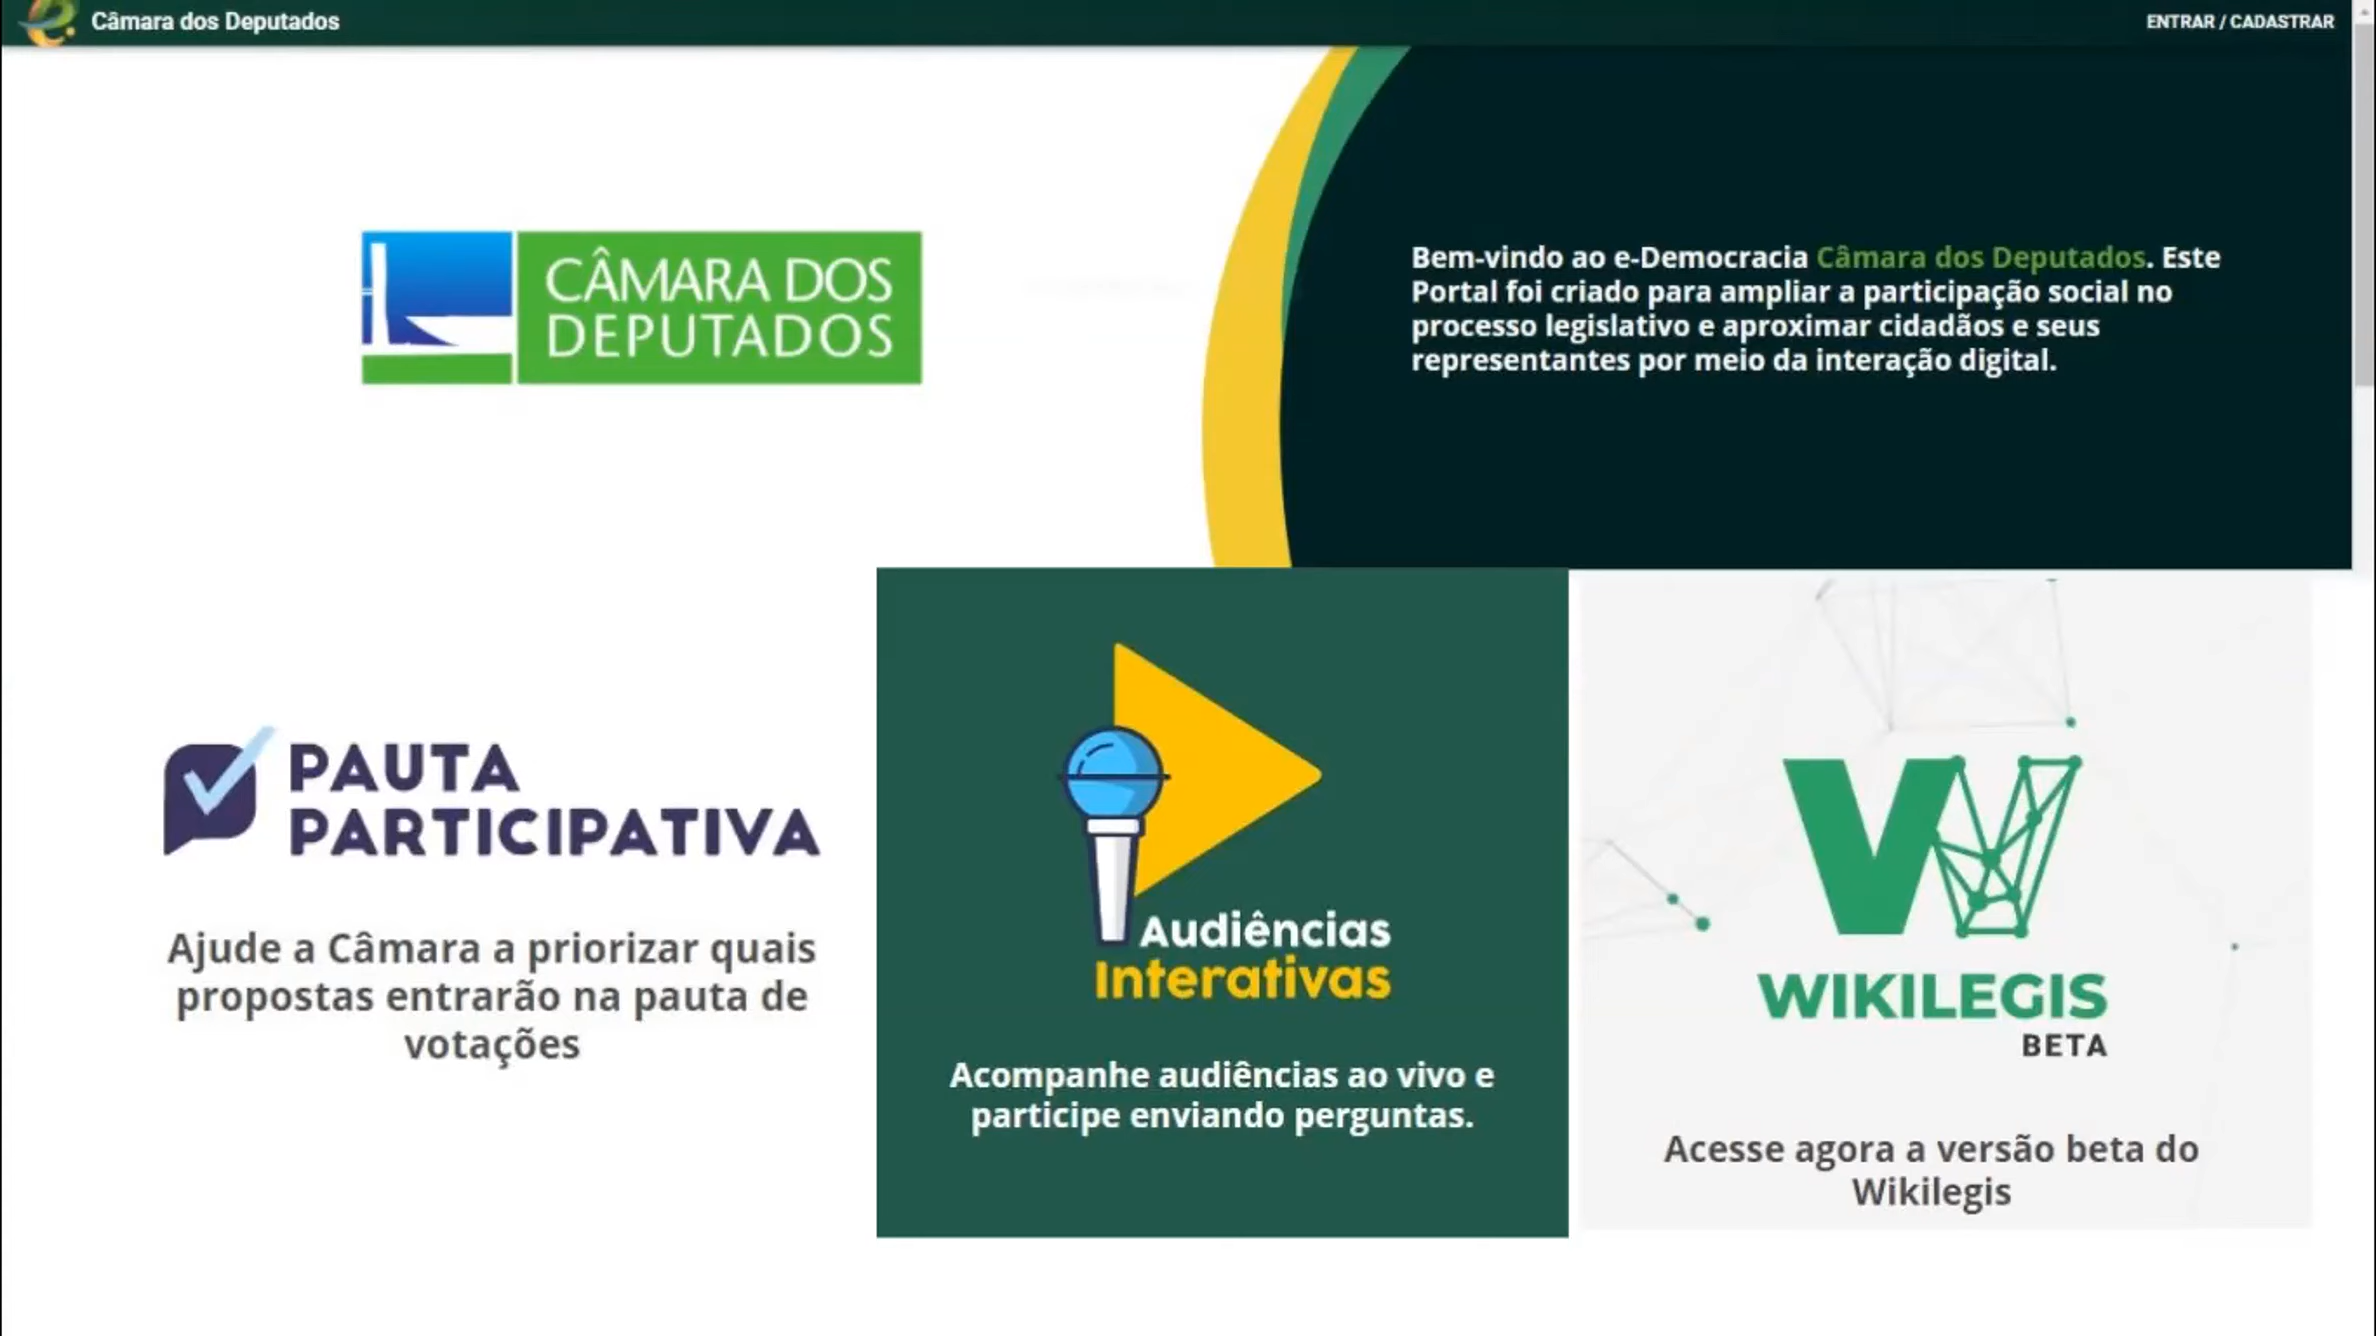 Câmara dos Deputados
ENTRAR / CADASTRAR
CÂMARA DOS
DEPUTADOS
Bem-vindo ao e-Democracia Câmara dos Deputados. Este
Portal foi criado para ampliar a participação social no
processo legislativo e aproximar cidadãos e seus
representantes por meio da interação digital.
PAUTA
PARTICIPATIVA
Ajude a Câmara a priorizar quais
propostas entrarão na pauta de
votações
Audiências
Interativas
Acompanhe audiências ao vivo e
participe enviando perguntas.
WIKILEGIS
BETA
Acesse agora a versão beta do
Wikilegis